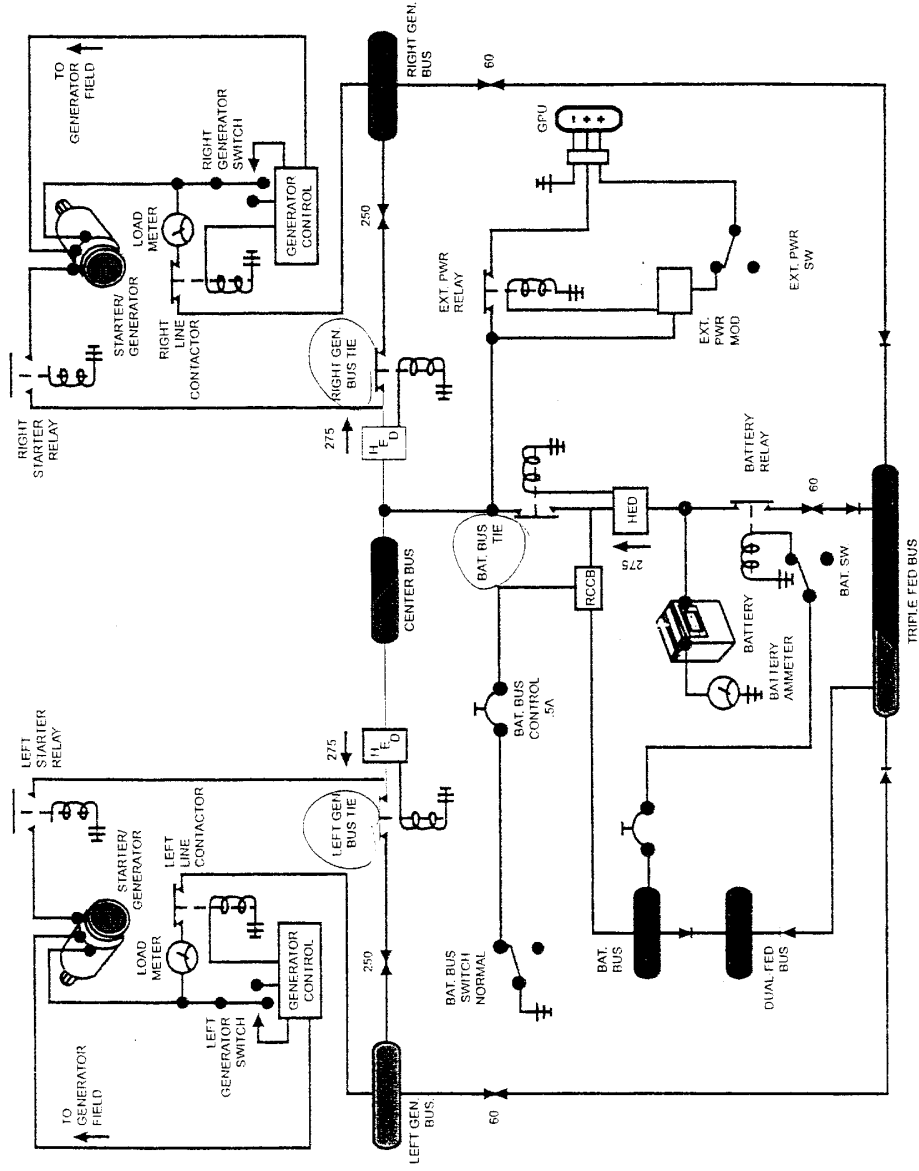 TO
GENERATOR
FIELD
STARTER/
GENERATOR
LOAD
METER
LEFT
GENERATOR
SWITCH
GENERATOR
CONTROL
LEFT
LINE
CONTACTOR
LEFT
STARTER
RELAY
RIGHT
STARTER
RELAY
STARTER/
GENERATOR
RIGHT
LINE
CONTACTOR
LOAD
METER
RIGHT
GENERATOR
SWITCH
GENERATOR
CONTROL
TO
GENERATOR
FIELD
LEFT GEN.
BUS.
250
LEFT GEN.
BUS TIE
275
HED
CENTER BUS
275
HED
RIGHT GEN.
BUS TIE
250
RIGHT GEN.
BUS
60
BAT. BUS
SWITCH
NORMAL
BAT. BUS
CONTROL
.5A
BAT. BUS
TIE
RCCB
HED
275
EXT. PWR
RELAY
EXT.
PWR
MOD
EXT. PWR
SW
GPU
- + +
60
BAT.
BUS
DUAL-FED
BUS
BATTERY
BATTERY
AMMETER
BAT. SW
BATTERY
RELAY
60
TRIPLE FED BUS